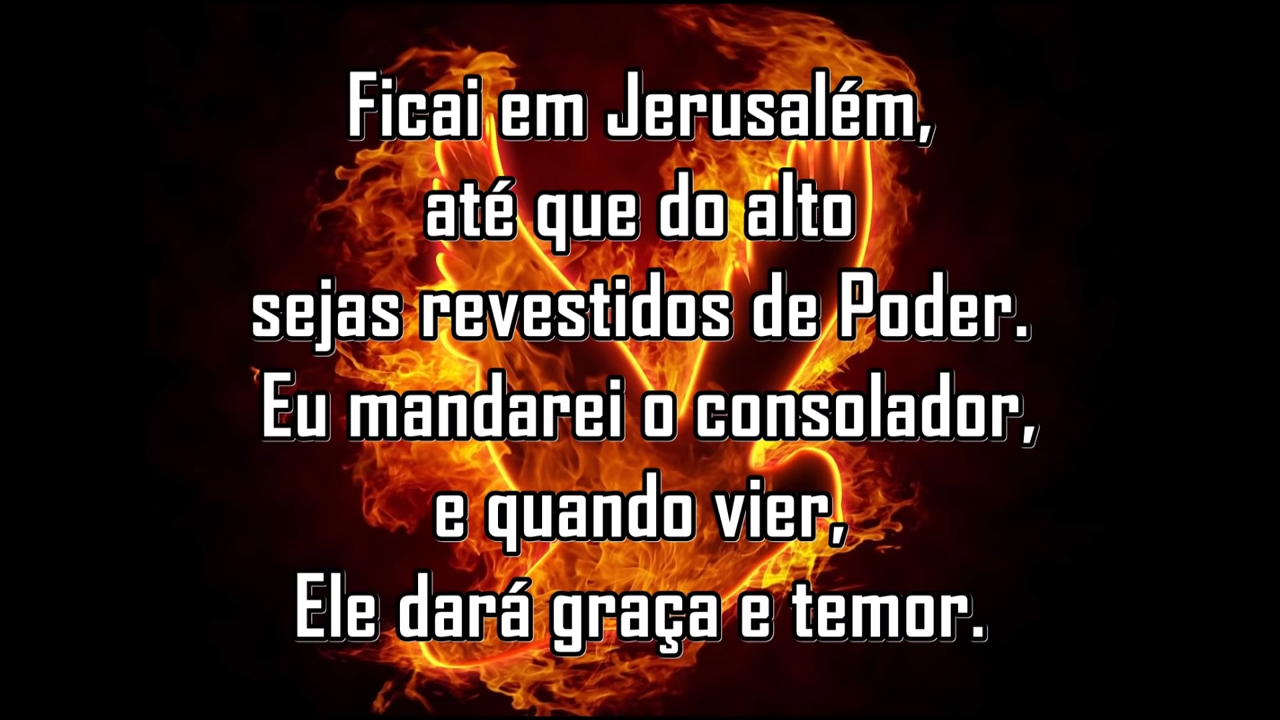 Ficai em Jerusalém,
até que do alto
sejas revestidos de Poder.
Eu mandarei o consolador,
e quando vier,
Ele dará graça e temor.